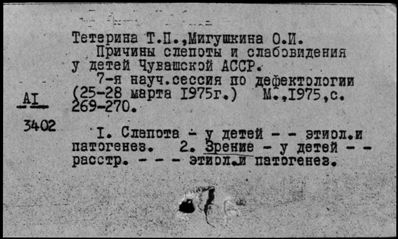 Тетерина Т.П.,Мигушкина О.И.
Причины слепоты и слабовидения
у детей Чувашской АССР.
7-я науч.сессия по дефектологии
(25-28 марта 1975г.) М.,1975,с.
269-270.
АI
3402
I. Слепота - у детей - - этиол.и
патогенез. 2. Зрение - у детей - -
расстр. - - - этиол.и патогенез.